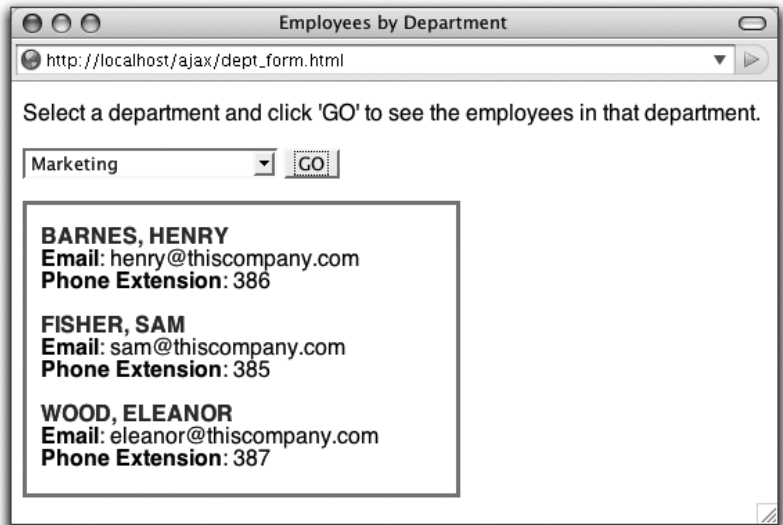 Employees by Department
http://localhost/ajax/dept_form.html
Select a department and click 'GO' to see the employees in that department.
Marketing GO
BARNES, HENRY
Email: henry@thiscompany.com
Phone Extension: 386
FISHER, SAM
Email: sam@thiscompany.com
Phone Extension: 385
WOOD, ELEANOR
Email: eleanor@thiscompany.com
Phone Extension: 387